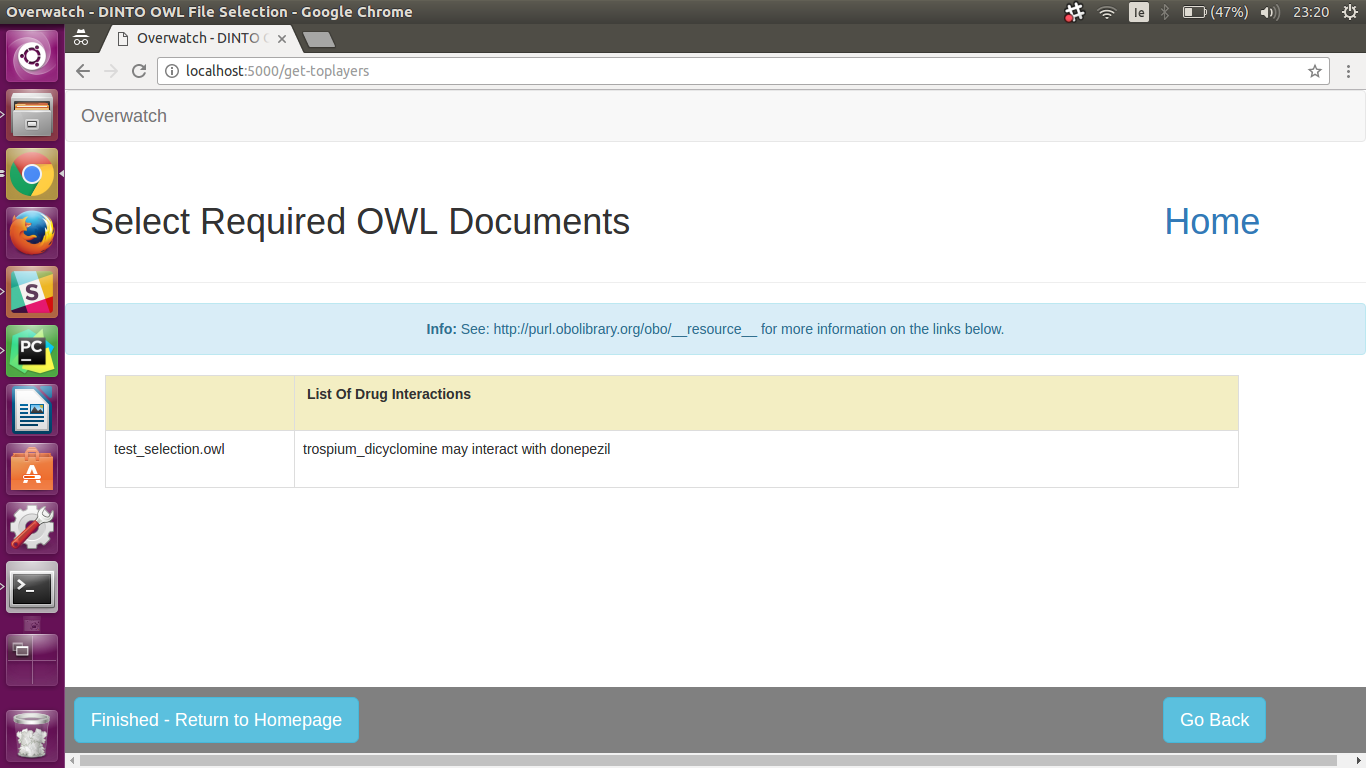 Overwatch - DINTO OWL File Selection - Google Chrome
Ie
(47%)
23:20
Overwatch - DINTO
localhost:5000/get-toplayers
Overwatch
Select Required OWL Documents
Home
Info: See: http://purl.obolibrary.org/obo/__resource__ for more information on the links below.
List Of Drug Interactions
test_selection.owl
trospium_dicyclomine may interact with donepezil
S
PC
A
>_
Finished - Return to Homepage
Go Back